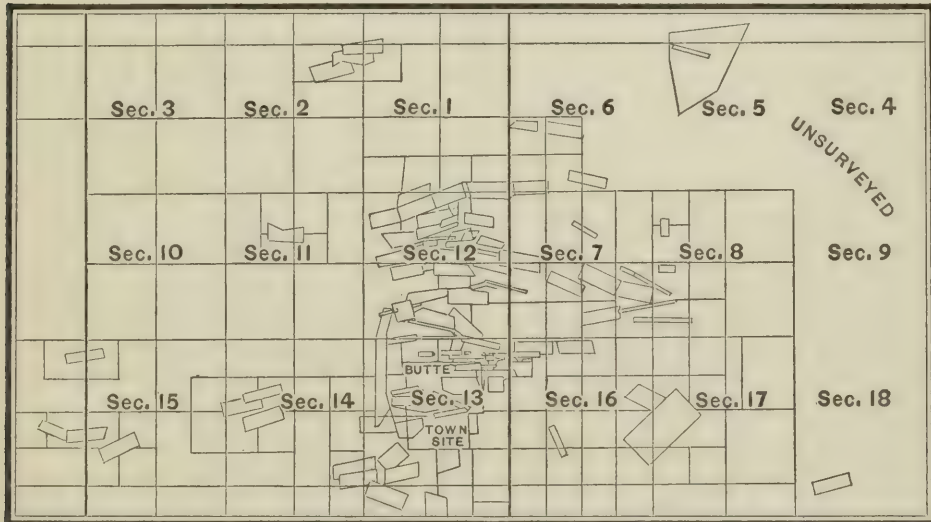 Sec. 3
Sec. 2
Sec. 1
Sec. 6
Sec. 5
Sec. 4
UNSURVEYED
Sec. 10
Sec. 11
Sec. 12
Sec. 7
Sec. 8
Sec. 9
BUTTE
Sec. 15
Sec. 14
Sec. 13
Sec. 16
Sec. 17
Sec. 18
TOWN
SITE